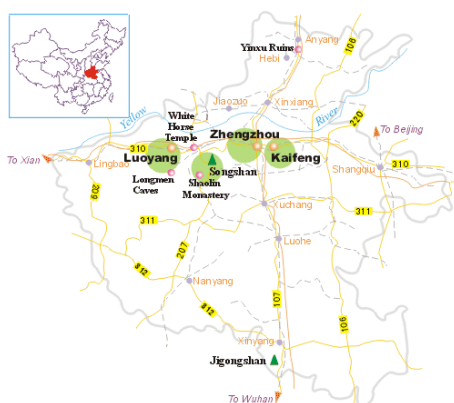 Anyang
108
Yinxu Ruins
Hebi
Jiaozuo
Xinxiang
White
Horse
Temple
Yellow
River
220
To Beijing
Zhengzhou
310
To Xian
Lingbao
Luoyang
Songshan
Kaifeng
Shangqiu
310
Longmen
Caves
Shaolin
Monastery
209
311
Xuchang
311
207
Luohe
312
Nanyang
312
107
106
Xinyang
Jigongshan
To Wuhan